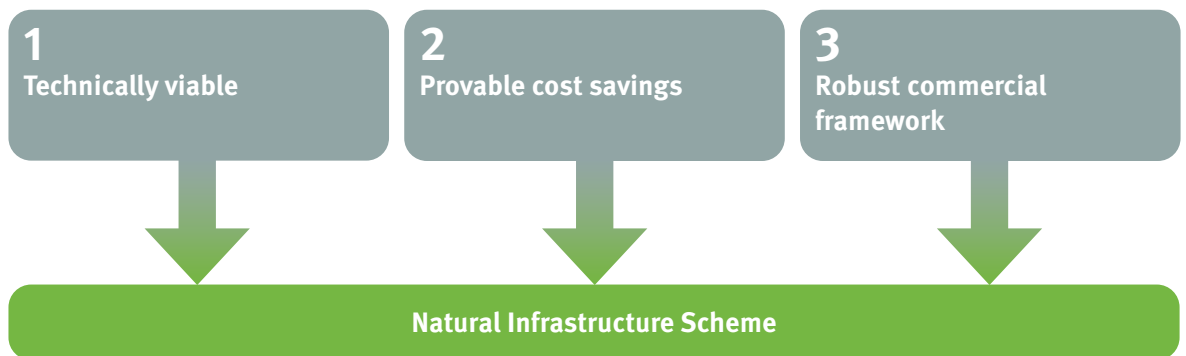 1
Technically viable
2
Provable cost savings
3
Robust commercial
framework
Natural Infrastructure Scheme